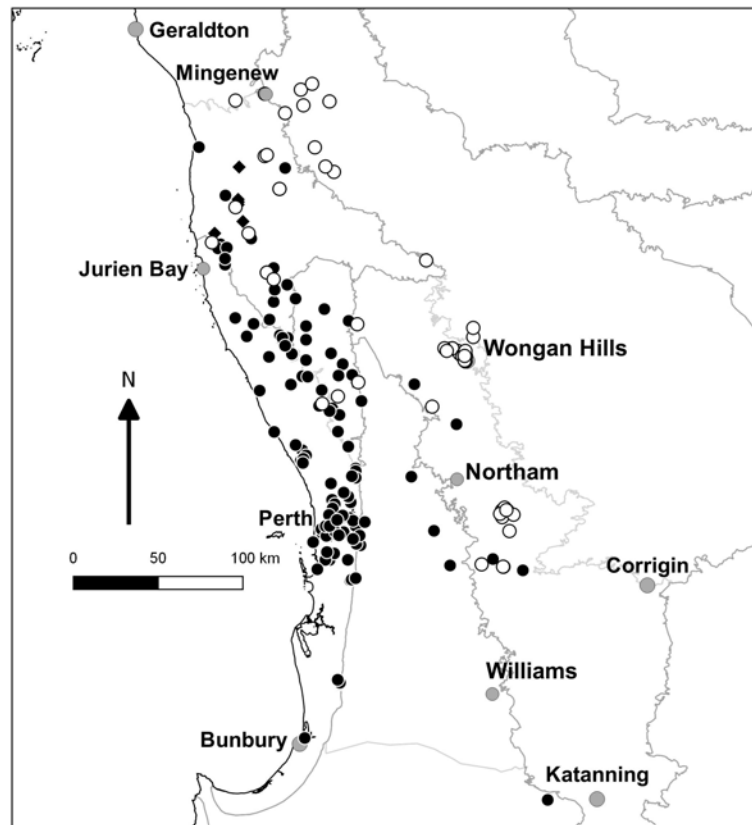 Geraldton
Mingenew
Jurien Bay
Wongan Hills
N
Northam
Perth
0 50 100 km
Corrigin
Williams
Bunbury
Katanning